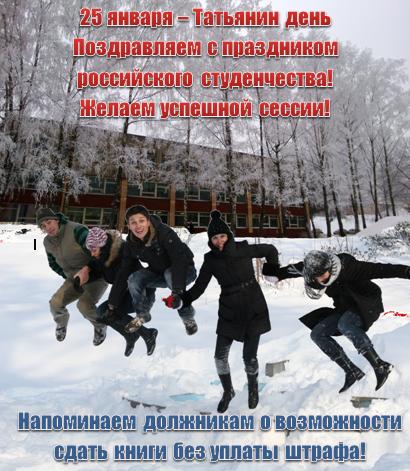 25 января – Татьянин день
Поздравляем с праздником
российского студенчества!
Желаем успешной сессии!
Напоминаем должникам о возможности
сдать книги без уплаты штрафа!